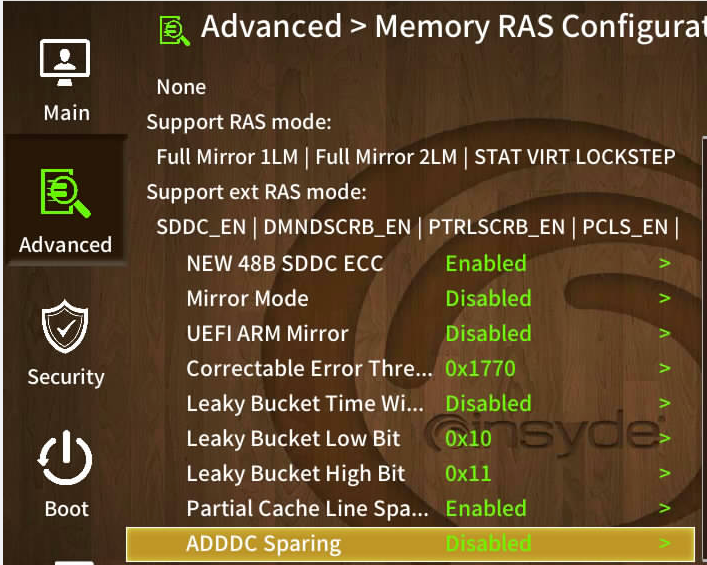 Advanced > Memory RAS Configurat
Main
None
Support RAS mode:
Full Mirror 1LM | Full Mirror 2LM | STAT VIRT LOCKSTEP
Support ext RAS mode:
SDDC_EN | DMNDSCRB_EN | PTRLSCRB_EN | PCLS_EN |
Advanced
NEW 48B SDDC ECC Enabled >
Mirror Mode Disabled >
UEFI ARM Mirror Disabled >
Correctable Error Thre... 0x1770 >
Security
Leaky Bucket Time Wi... Disabled >
Leaky Bucket Low Bit 0x10 >
insyde
Leaky Bucket High Bit 0x11 >
Boot
Partial Cache Line Spa... Enabled >
ADDDC Sparing Disabled >